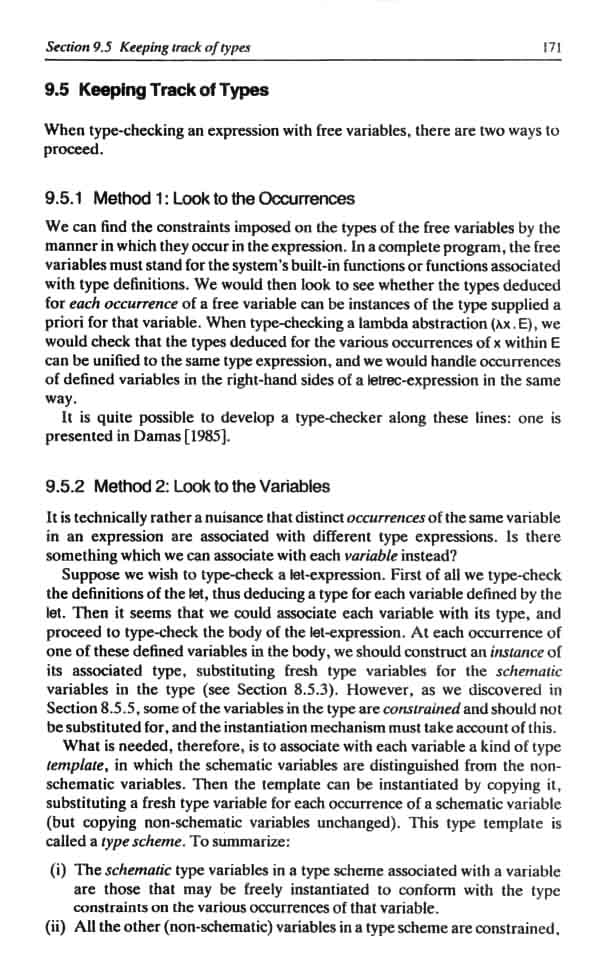 Section 9.5 Keeping track of types 171
9.5 Keeping Track of Types
When type-checking an expression with free variables, there are two ways to
proceed.
9.5.1 Method 1: Look to the Occurrences
We can find the constraints imposed on the types of the free variables by the
manner in which they occur in the expression. In a complete program, the free
variables must stand for the system's built-in functions or functions associated
with type definitions. We would then look to see whether the types deduced
for each occurrence of a free variable can be instances of the type supplied a
priori for that variable. When type-checking a lambda abstraction (λx.E), we
would check that the types deduced for the various occurrences of x within E
can be unified to the same type expression, and we would handle occurrences
of defined variables in the right-hand sides of a letrec-expression in the same
way.
It is quite possible to develop a type-checker along these lines: one is
presented in Damas [1985].
9.5.2 Method 2: Look to the Variables
It is technically rather a nuisance that distinct occurrences of the same variable
in an expression are associated with different type expressions. Is there
something which we can associate with each variable instead?
Suppose we wish to type-check a let-expression. First of all we type-check
the definitions of the let, thus deducing a type for each variable defined by the
let. Then it seems that we could associate each variable with its type, and
proceed to type-check the body of the let-expression. At each occurrence of
one of these defined variables in the body, we should construct an instance of
its associated type, substituting fresh type variables for the schematic
variables in the type (see Section 8.5.3). However, as we discovered in
Section 8.5.5, some of the variables in the type are constrained and should not
be substituted for, and the instantiation mechanism must take account of this.
What is needed, therefore, is to associate with each variable a kind of type
template, in which the schematic variables are distinguished from the non-
schematic variables. Then the template can be instantiated by copying it,
substituting a fresh type variable for each occurrence of a schematic variable
(but copying non-schematic variables unchanged). This type template is
called a type scheme. To summarize:
(i) The schematic type variables in a type scheme associated with a variable
are those that may be freely instantiated to conform with the type
constraints on the various occurrences of that variable.
(ii) All the other (non-schematic) variables in a type scheme are constrained,